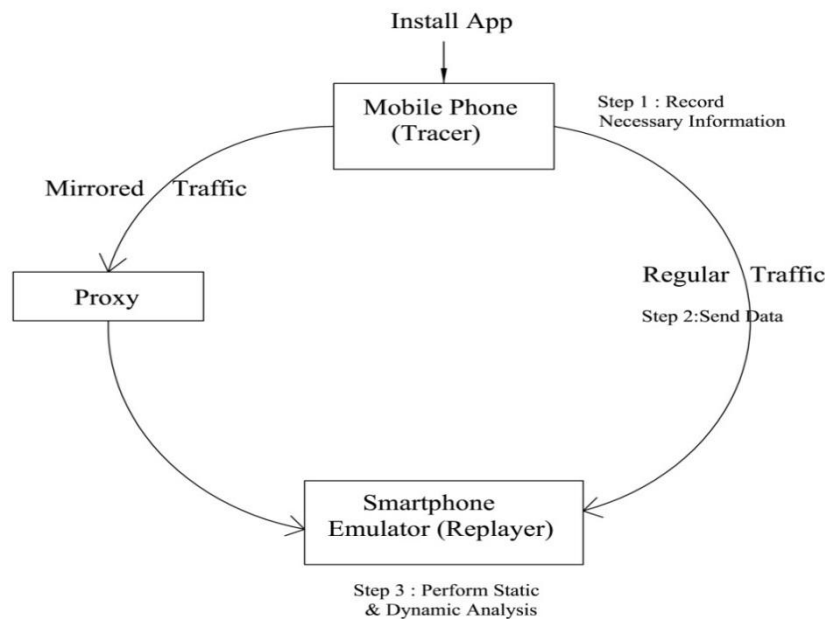 Install App
Mobile Phone
(Tracer)
Step 1 : Record
Necessary Information
Mirrored Traffic
Regular Traffic
Proxy
Step 2:Send Data
Smartphone
Emulator (Replayer)
Step 3 : Perform Static
& Dynamic Analysis